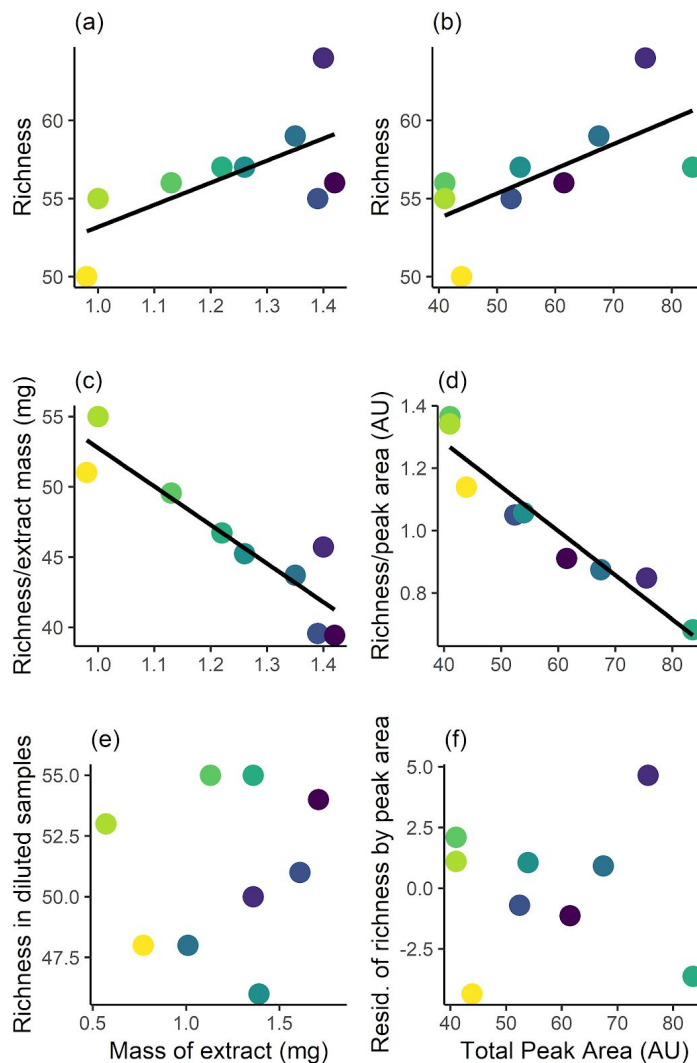 (a)
Richness
60
55
50
1.0 1.1 1.2 1.3 1.4
(b)
Richness
60
55
50
40 50 60 70 80
(c)
Richness/extract mass (mg)
55
50
45
40
1.0 1.1 1.2 1.3 1.4
(d)
Richness/peak area (AU)
1.4
1.2
1.0
0.8
40 50 60 70 80
(e)
Richness in diluted samples
55.0
52.5
50.0
47.5
0.5 1.0 1.5
Mass of extract (mg)
(f)
Resid. of richness by peak area
5.0
2.5
0.0
-2.5
40 50 60 70 80
Total Peak Area (AU)